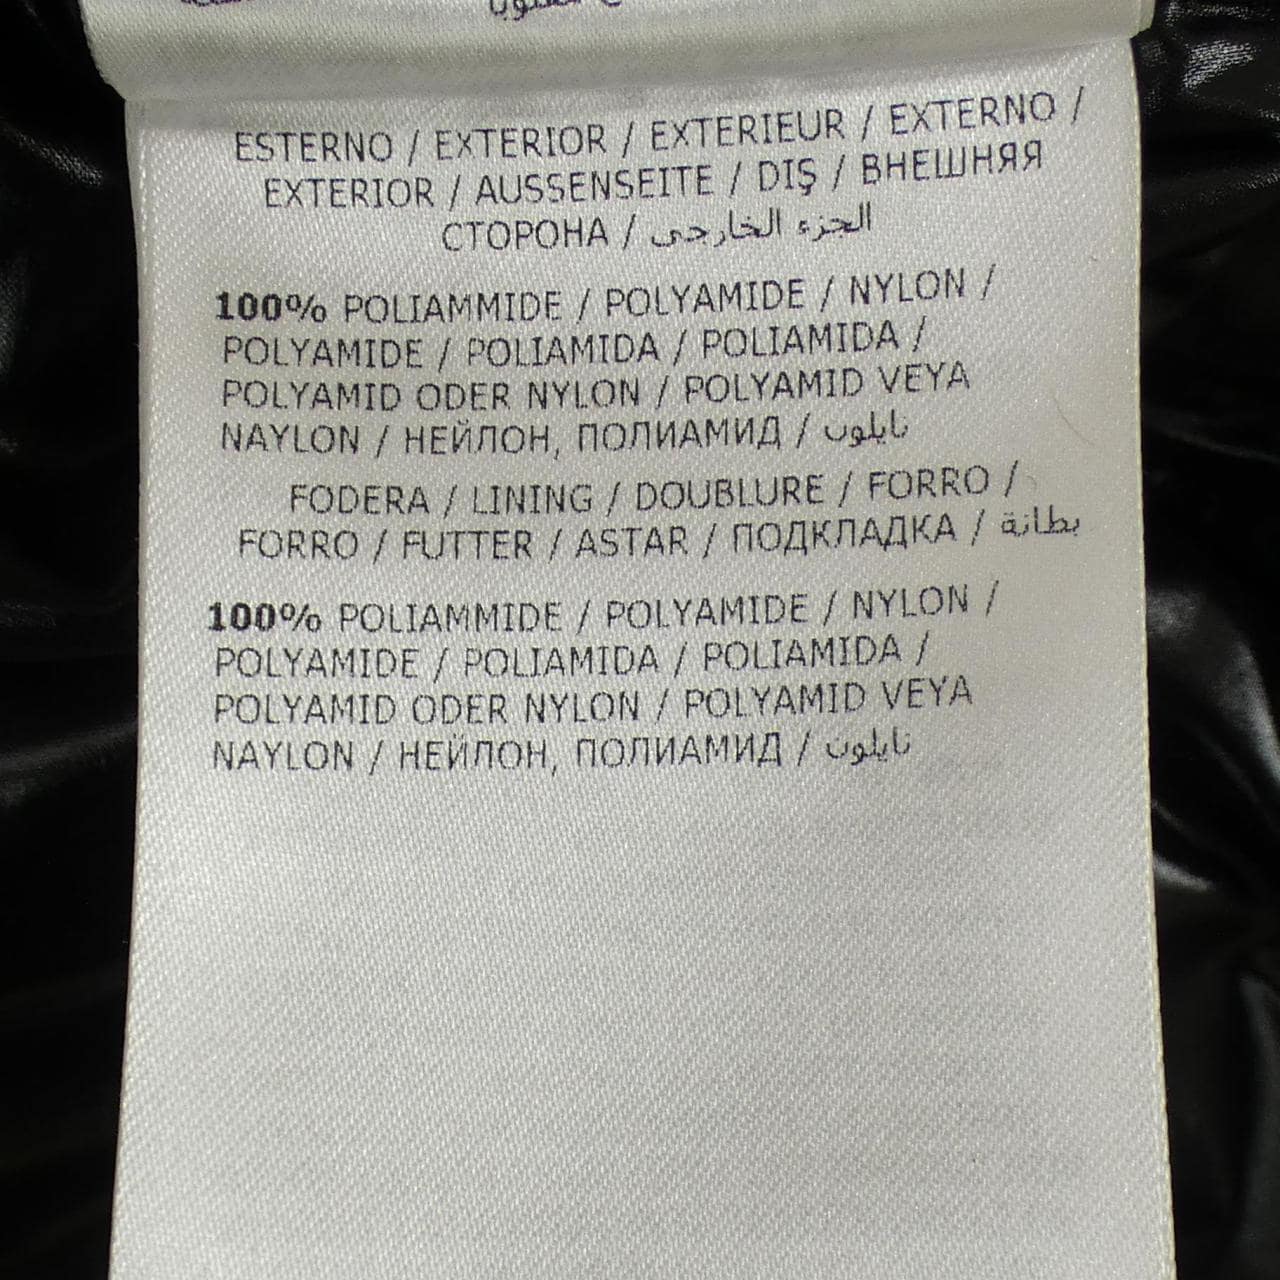 ESTERNO / EXTERIOR / EXTERIEUR / EXTERNO /
EXTERIOR / AUSSENSEITE / DIŞ / ВНЕШНЯЯ
СТОРОНА / الجزء الخارجى
100% POLIAMMIDE / POLYAMIDE / NYLON /
POLYAMIDE / POLIAMIDA / POLIAMIDA /
POLYAMID ODER NYLON / POLYAMID VEYA
NAYLON / НЕЙЛОН, ПОЛИАМИД / نايلون
FODERA / LINING / DOUBLURE / FORRO /
FORRO / FUTTER / ASTAR / ПОДКЛАДКА / بطانة
100% POLIAMMIDE / POLYAMIDE / NYLON /
POLYAMIDE / POLIAMIDA / POLIAMIDA /
POLYAMID ODER NYLON / POLYAMID VEYA
NAYLON / НЕЙЛОН, ПОЛИАМИД / نايلون